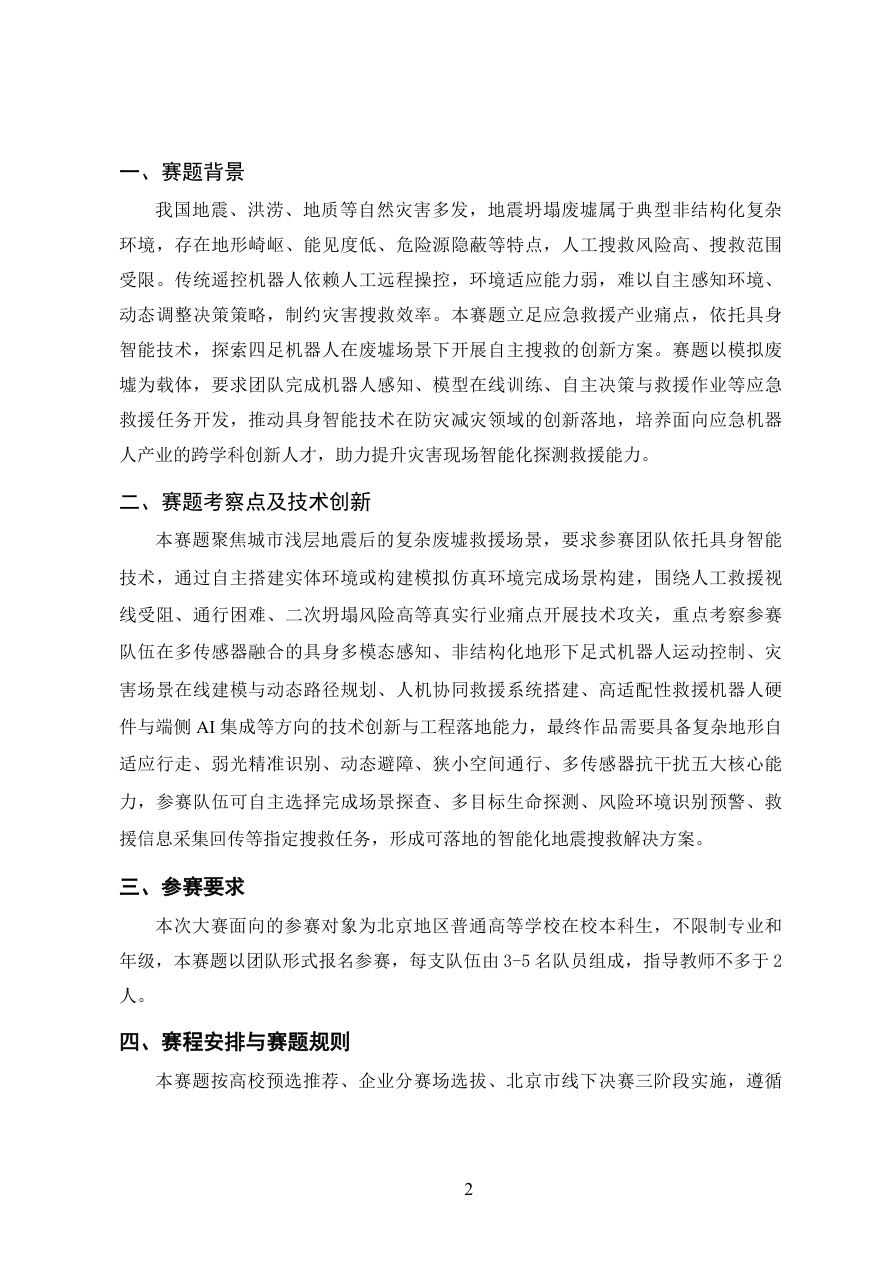 一、赛题背景
我国地震、洪涝、地质等自然灾害多发，地震坍塌废墟属于典型非结构化复杂
环境，存在地形崎岖、能见度低、危险源隐蔽等特点，人工搜救风险高、搜救范围
受限。传统遥控机器人依赖人工远程操控，环境适应能力弱，难以自主感知环境、
动态调整决策策略，制约灾害搜救效率。本赛题立足应急救援产业痛点，依托具身
智能技术，探索四足机器人在废墟场景下开展自主搜救的创新方案。赛题以模拟废
墟为载体，要求团队完成机器人感知、模型在线训练、自主决策与救援作业等应急
救援任务开发，推动具身智能技术在防灾减灾领域的创新落地，培养面向应急机器
人产业的跨学科创新人才，助力提升灾害现场智能化探测救援能力。
二、赛题考察点及技术创新
本赛题聚焦城市浅层地震后的复杂废墟救援场景，要求参赛团队依托具身智能
技术，通过自主搭建实体环境或构建模拟仿真环境完成场景构建，围绕人工救援视
线受阻、通行困难、二次坍塌风险高等真实行业痛点开展技术攻关，重点考察参赛
队伍在多传感器融合的具身多模态感知、非结构化地形下足式机器人运动控制、灾
害场景在线建模与动态路径规划、人机协同救援系统搭建、高适配性救援机器人硬
件与端侧 AI 集成等方向的技术创新与工程落地能力，最终作品需要具备复杂地形自
适应行走、弱光精准识别、动态避障、狭小空间通行、多传感器抗干扰五大核心能
力，参赛队伍可自主选择完成场景探查、多目标生命探测、风险环境识别预警、救
援信息采集回传等指定搜救任务，形成可落地的智能化地震搜救解决方案。
三、参赛要求
本次大赛面向的参赛对象为北京地区普通高等学校在校本科生，不限制专业和
年级，本赛题以团队形式报名参赛，每支队伍由 3-5 名队员组成，指导教师不多于 2
人。
四、赛程安排与赛题规则
本赛题按高校预选推荐、企业分赛场选拔、北京市线下决赛三阶段实施，遵循
2